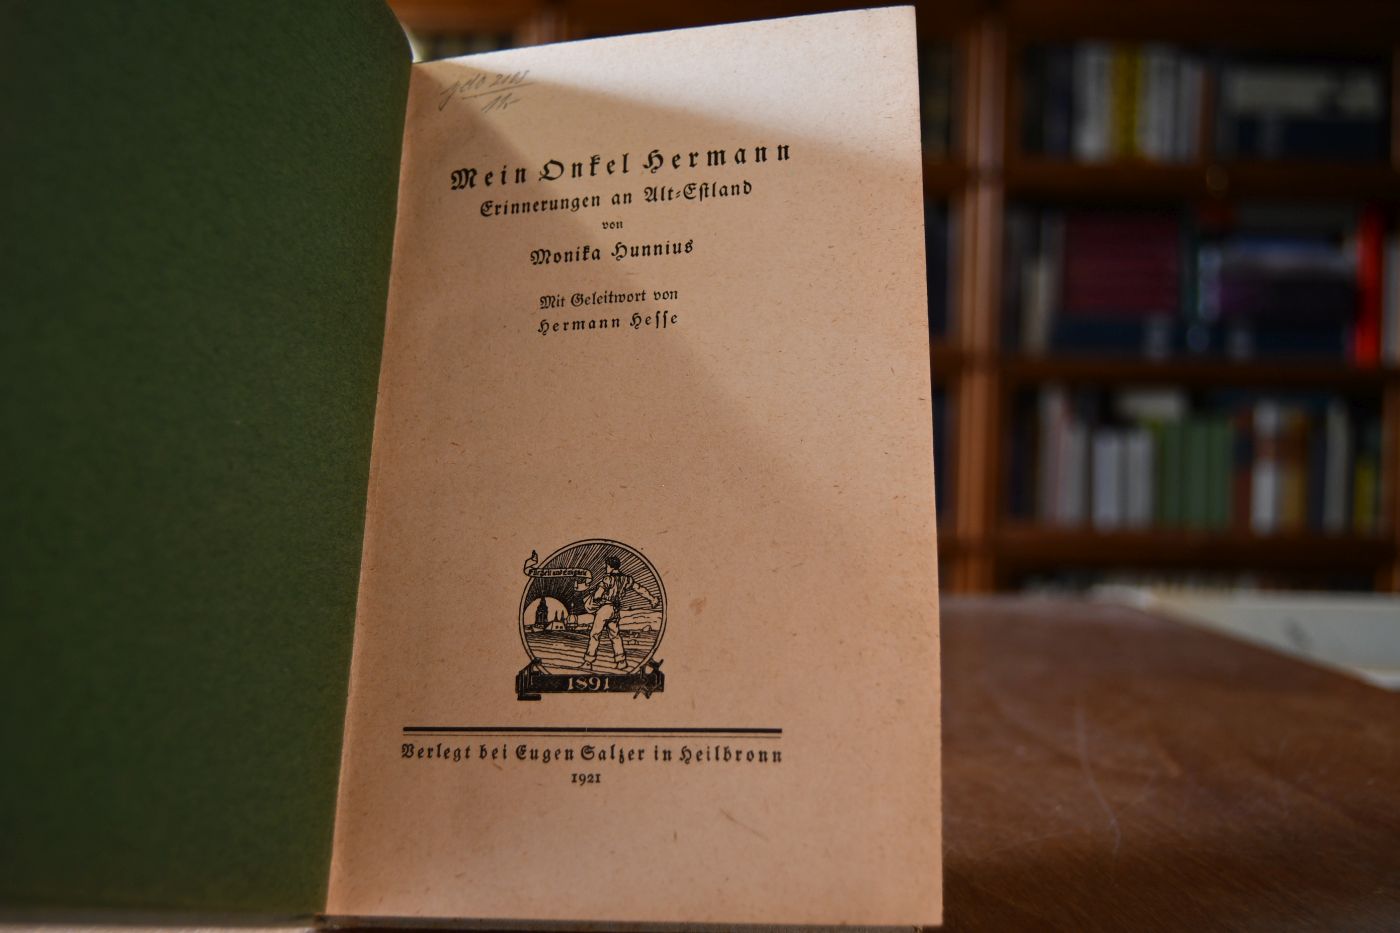 Mein Onkel Hermann
Erinnerungen an Alt-Estland
von
Monika Hunnius
Mit Geleitwort von
Hermann Hesse
1891
Verlegt bei Eugen Salzer in Heilbronn
1921